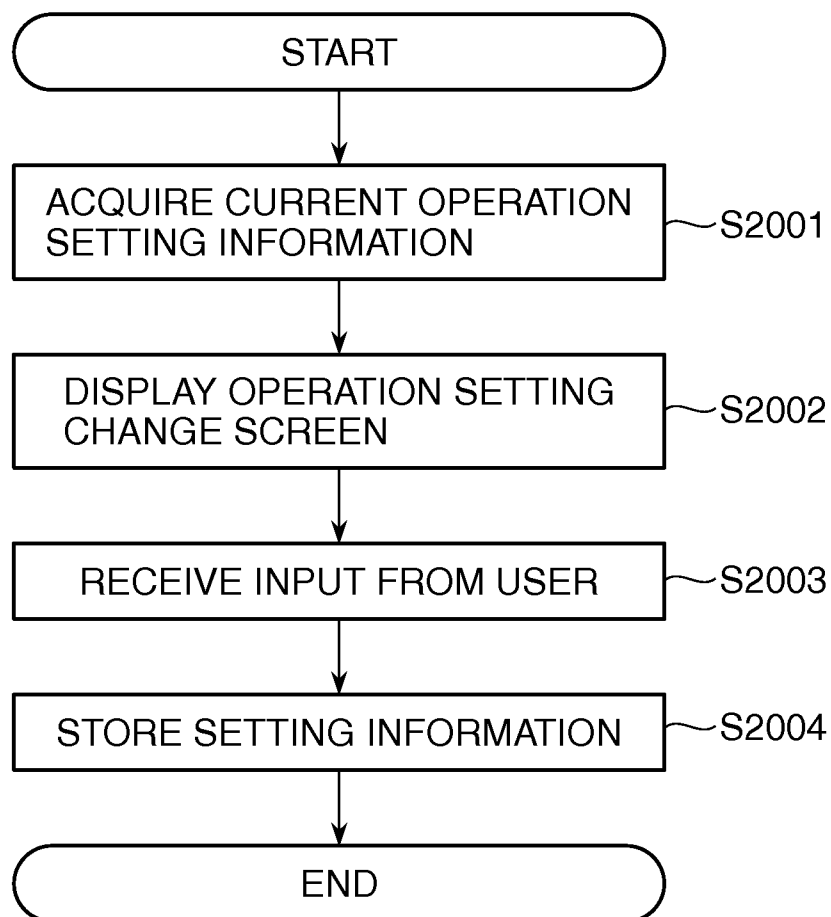 START
ACQUIRE CURRENT OPERATION
SETTING INFORMATION
S2001
DISPLAY OPERATION SETTING
CHANGE SCREEN
S2002
RECEIVE INPUT FROM USER
S2003
STORE SETTING INFORMATION
S2004
END